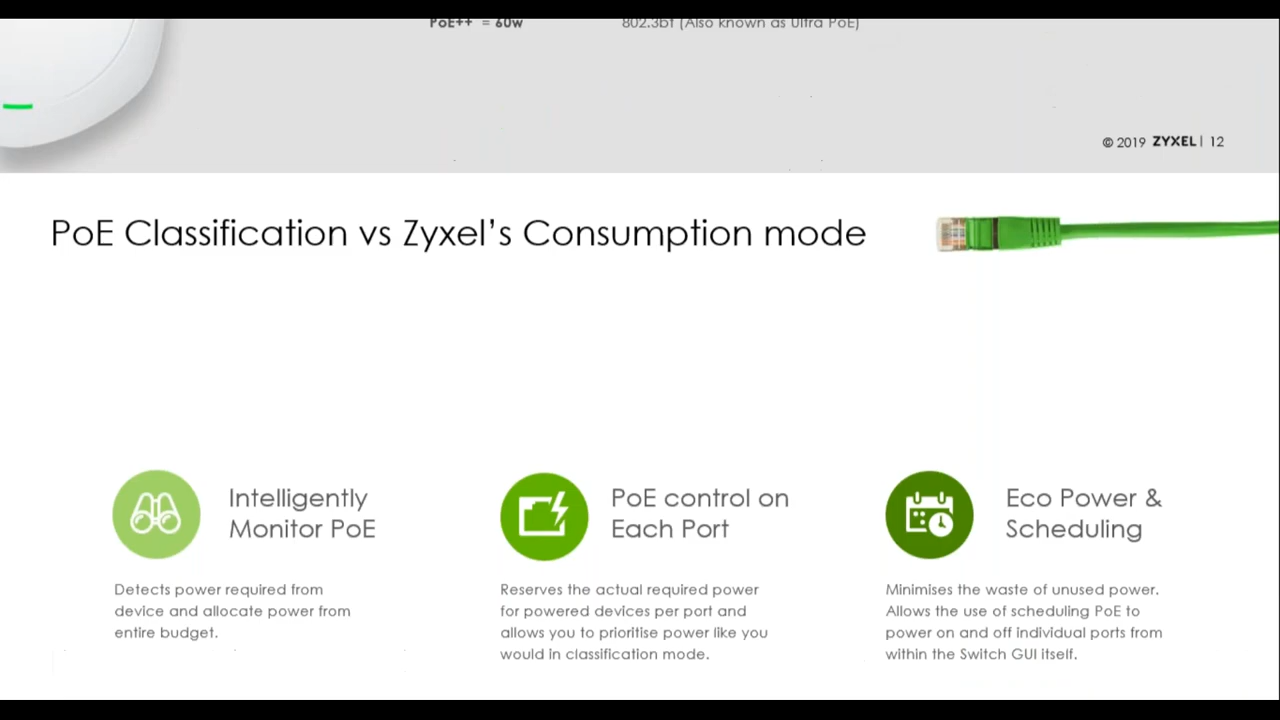 PoE++ = 60w 802.3bt (Also known as Ultra PoE)
© 2019 ZYXEL | 12
PoE Classification vs Zyxel's Consumption mode
Intelligently
Monitor PoE
Detects power required from
device and allocate power from
entire budget.
PoE control on
Each Port
Reserves the actual required power
for powered devices per port and
allows you to prioritise power like you
would in classification mode.
Eco Power &
Scheduling
Minimises the waste of unused power.
Allows the use of scheduling PoE to
power on and off individual ports from
within the Switch GUI itself.